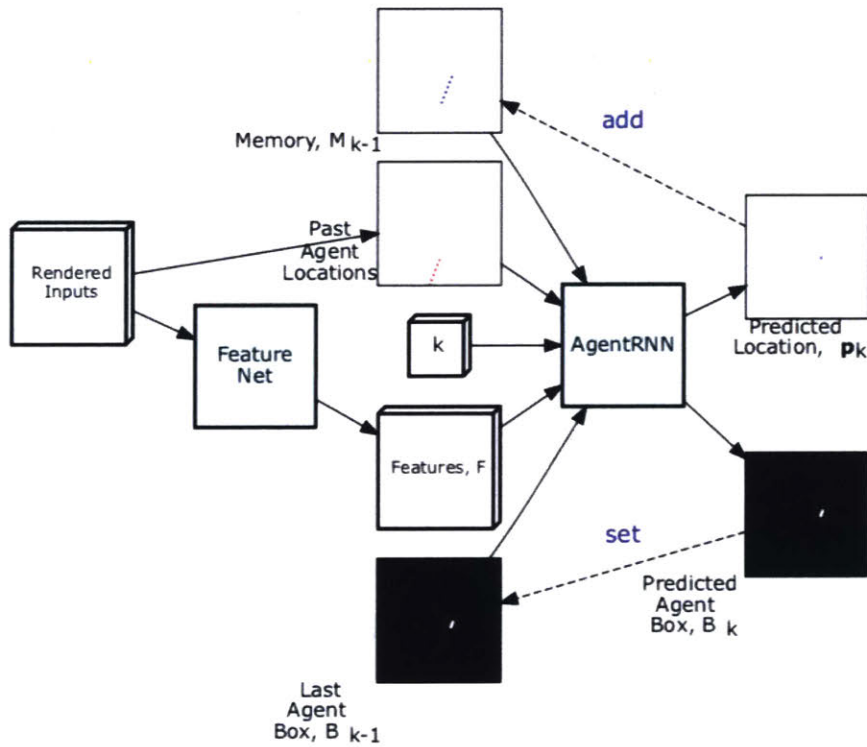 add
Memory, M k-1
Past
Agent
Locations
Rendered
Inputs
Predicted
Location, pk
k
AgentRNN
Feature
Net
Features, F
set
Predicted
Agent
Box, B k
Last
Agent
Box, B k-1